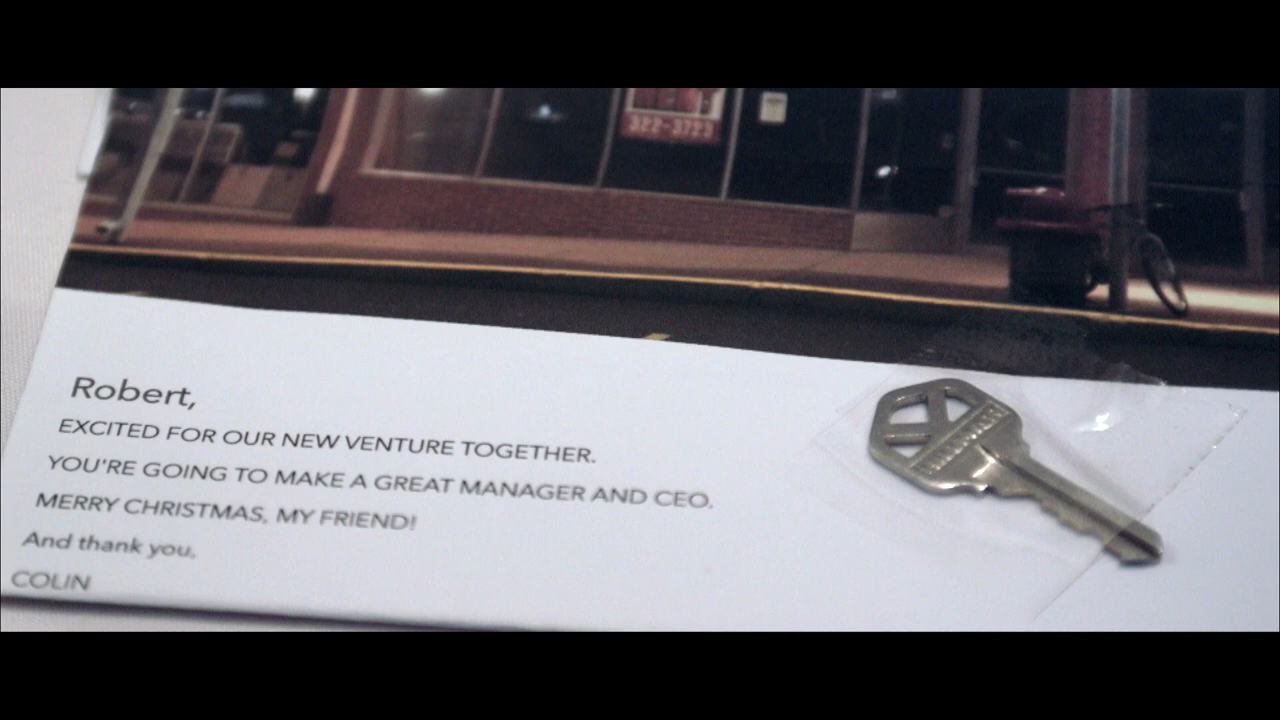 322-3723
Robert,
EXCITED FOR OUR NEW VENTURE TOGETHER.
YOU'RE GOING TO MAKE A GREAT MANAGER AND CEO.
MERRY CHRISTMAS, MY FRIEND!
And thank you,
COLIN